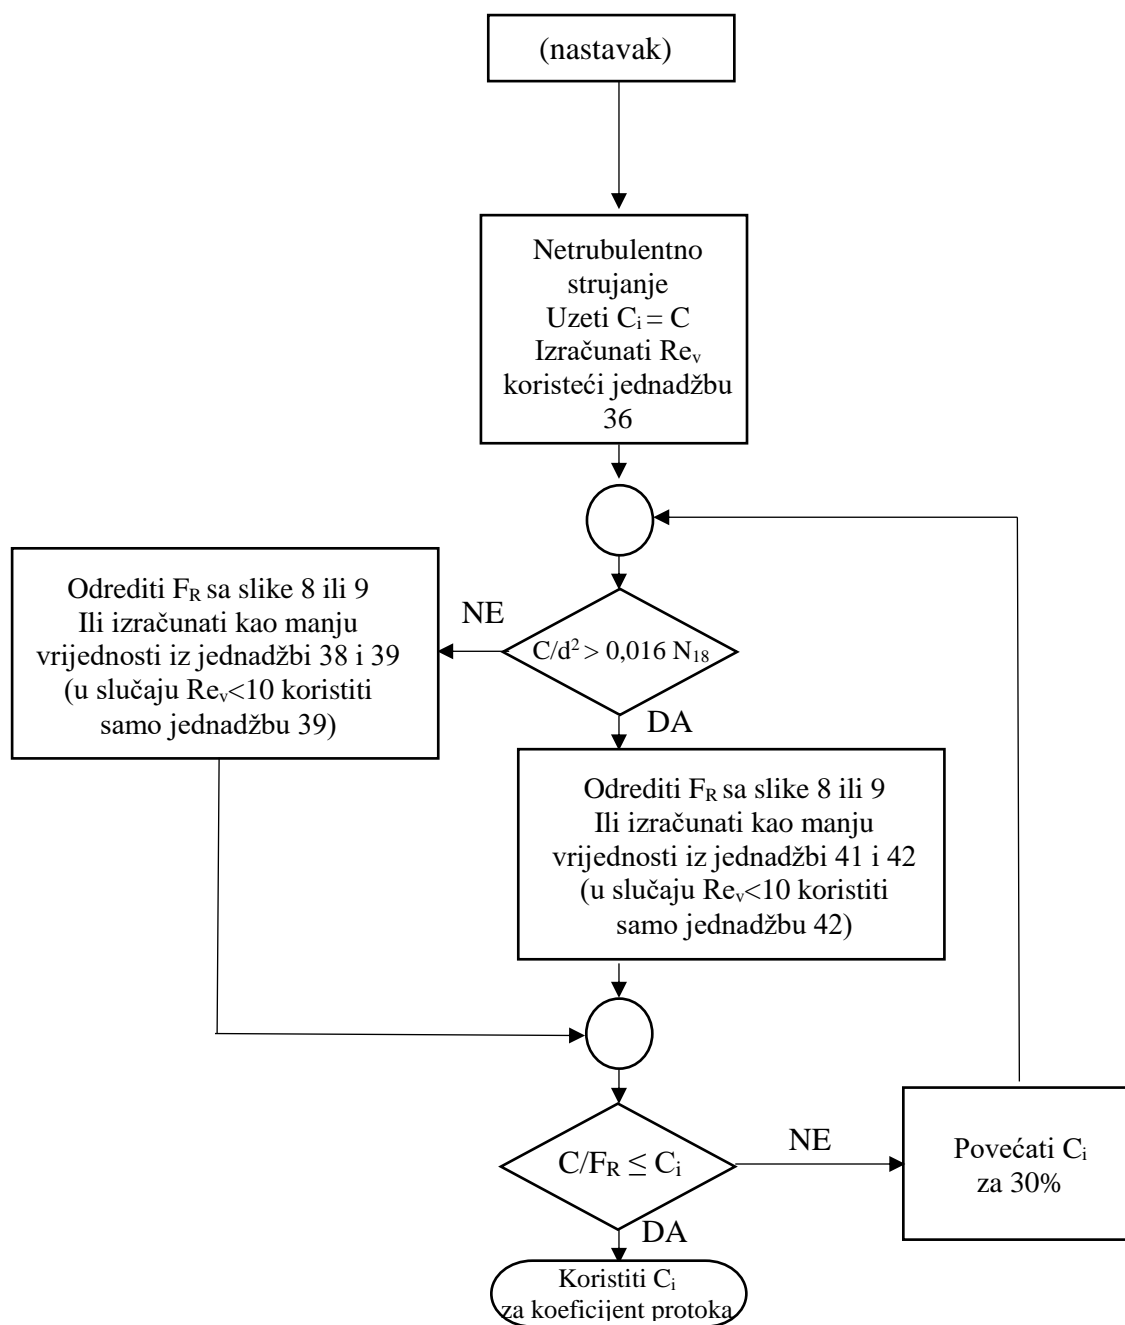 (nastavak)
Netrubulentno
strujanje
Uzeti Cᵢ = C
Izračunati Reᵥ
koristeći jednadžbu
36
Odrediti F_R sa slike 8 ili 9
Ili izračunati kao manju
vrijednosti iz jednadžbi 38 i 39
(u slučaju Reᵥ<10 koristiti
samo jednadžbu 39)
NE
C/d² > 0,016 N₁₈
DA
Odrediti F_R sa slike 8 ili 9
Ili izračunati kao manju
vrijednosti iz jednadžbi 41 i 42
(u slučaju Reᵥ<10 koristiti
samo jednadžbu 42)
C/F_R ≤ Cᵢ
NE
Povećati Cᵢ
za 30%
DA
Koristiti Cᵢ
za koeficijent protoka